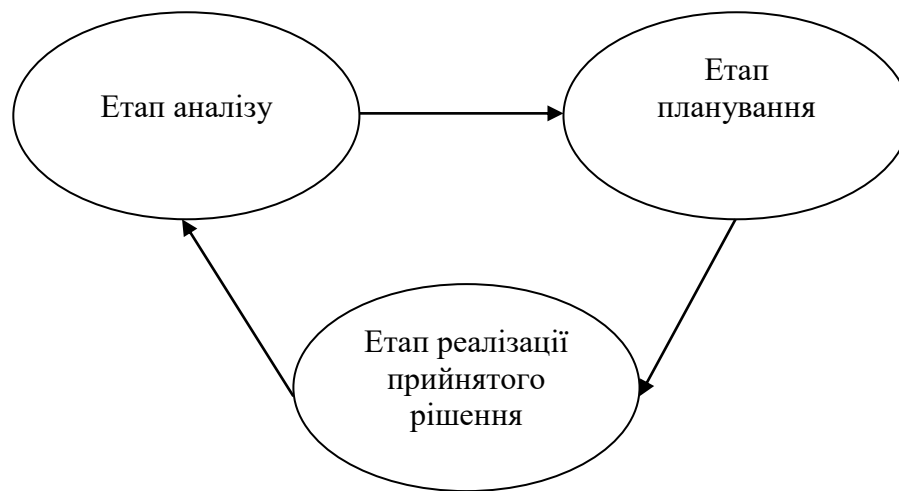 Етап аналізу
Етап
планування
Етап реалізації
прийнятого
рішення